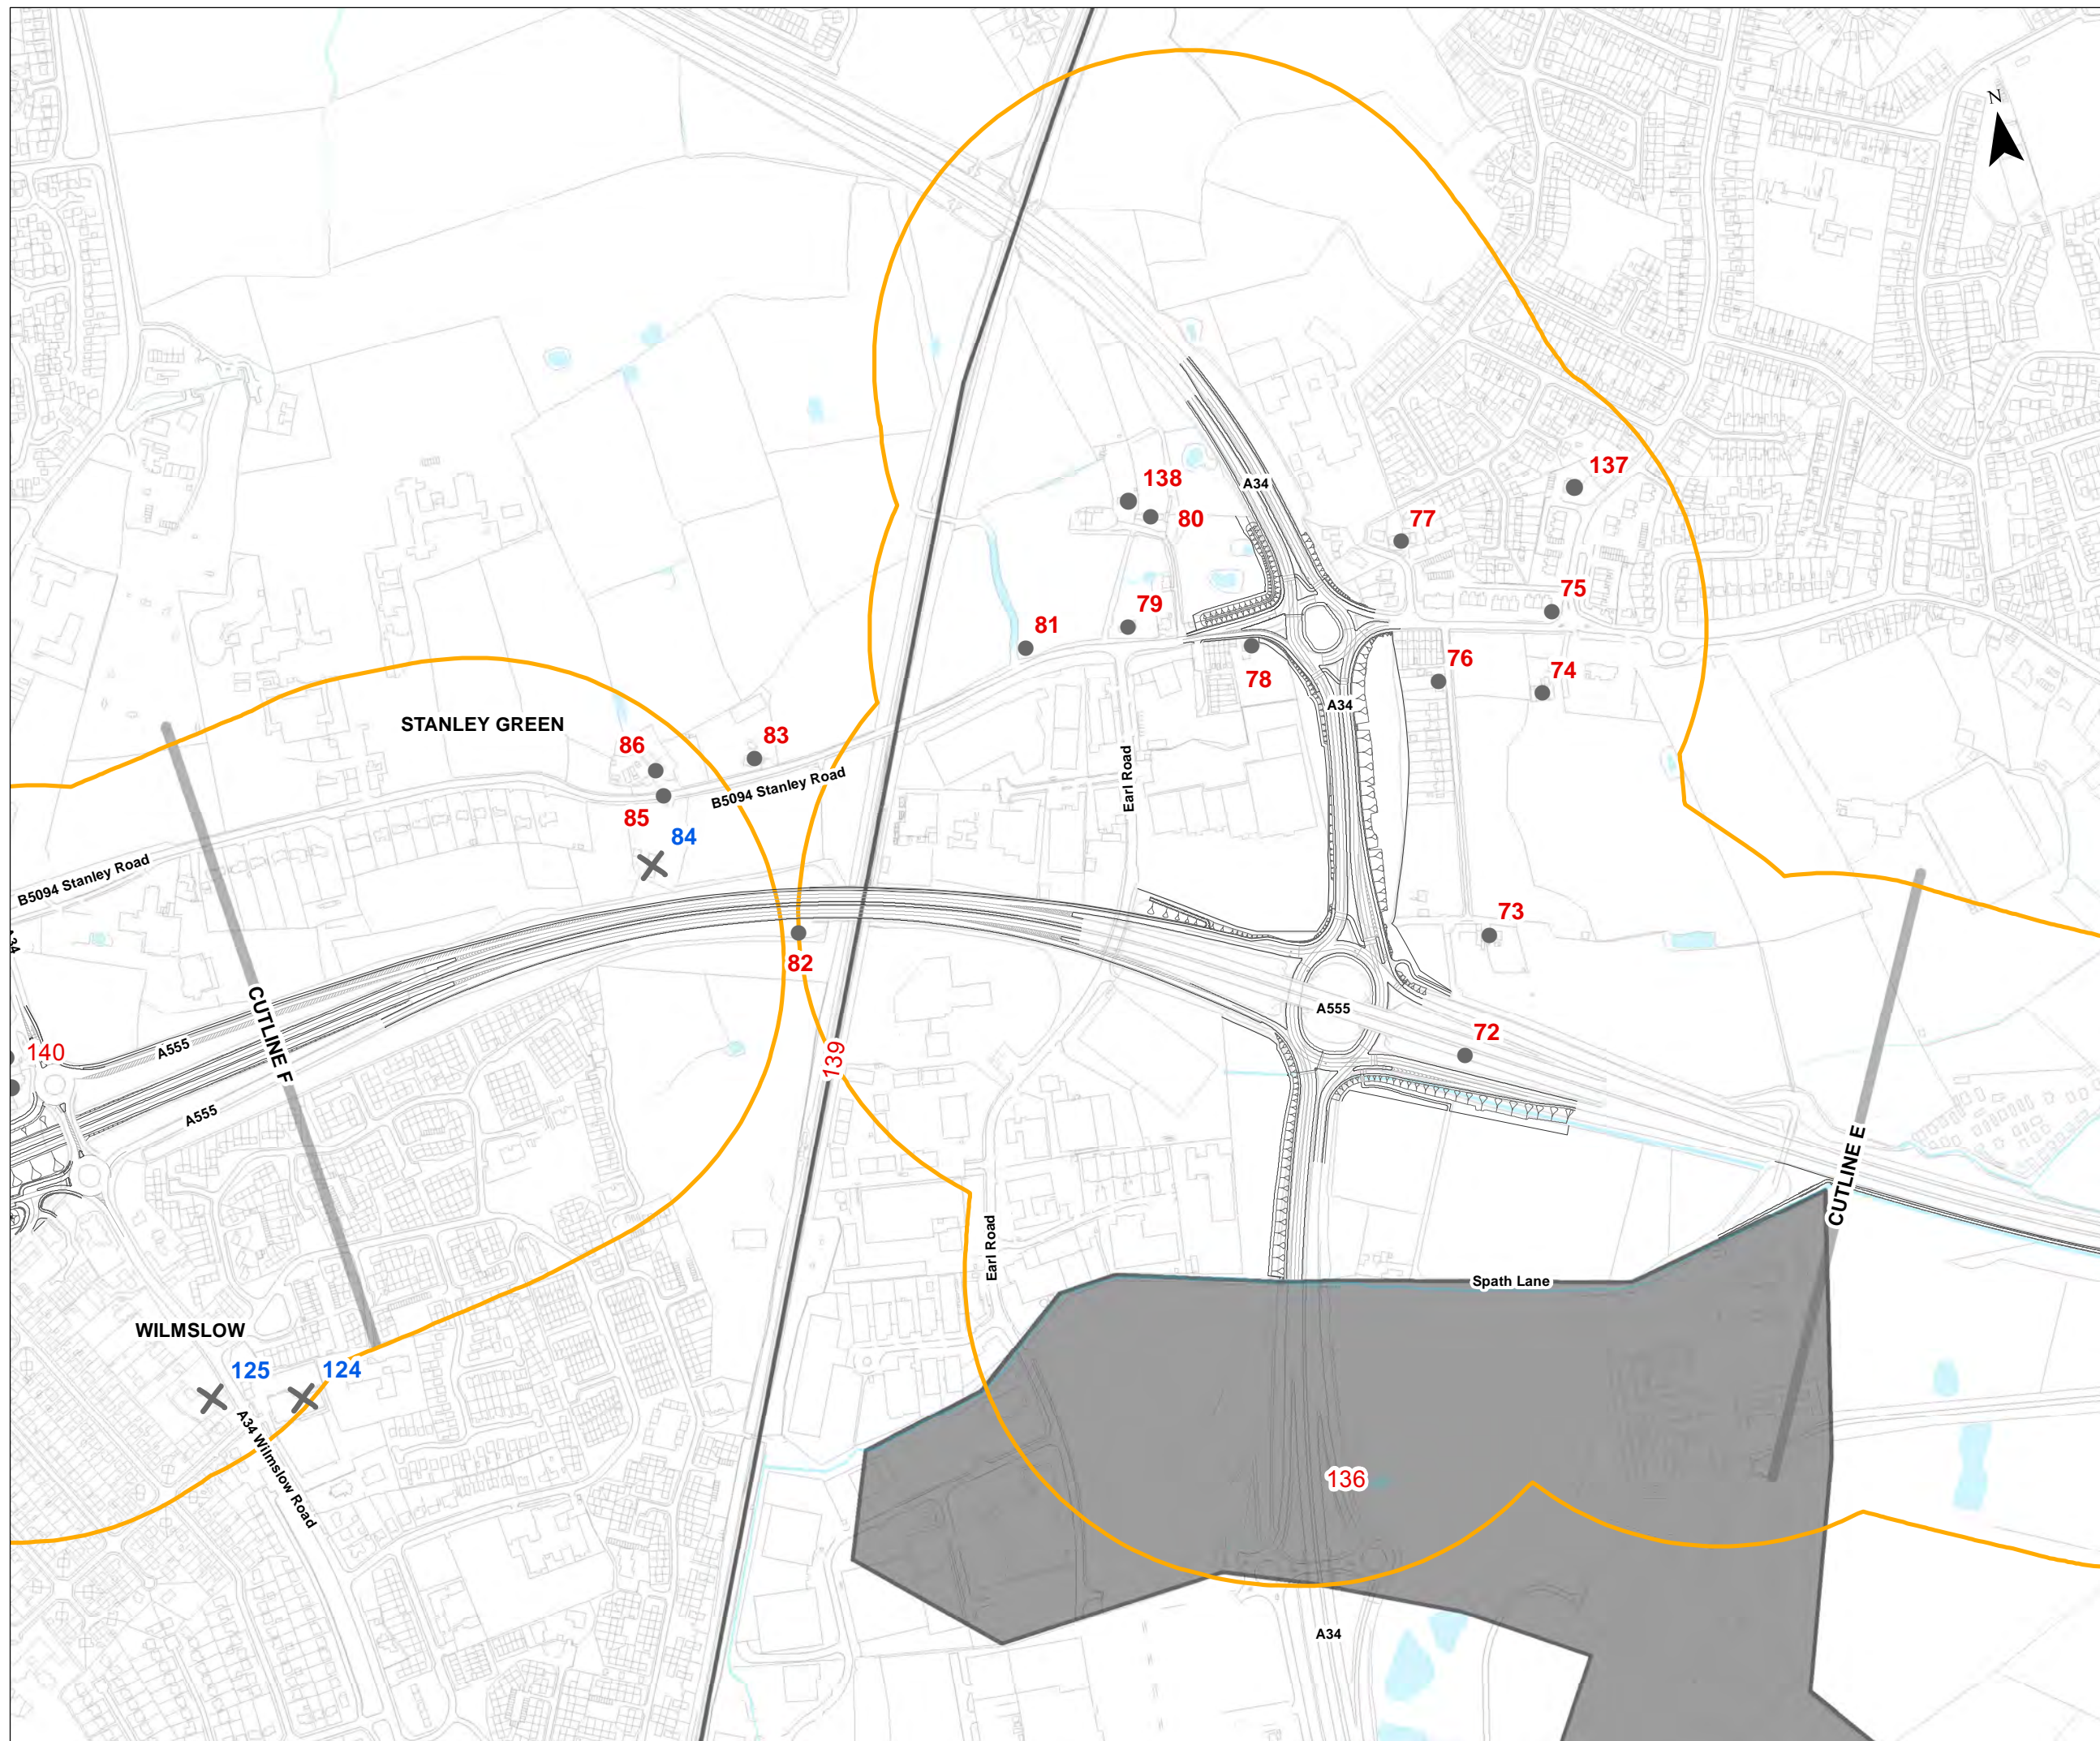 N
137
138
A34
80
77
75
79
81
76
74
78
A34
STANLEY GREEN
86
83
B5094 Stanley Road
Earl Road
85
84
B5094 Stanley Road
73
A34
82
CUTLINE F
A555
72
140
A555
139
A555
CUTLINE E
Earl Road
Spath Lane
WILMSLOW
125
124
A34 Wilmslow Road
136
A34